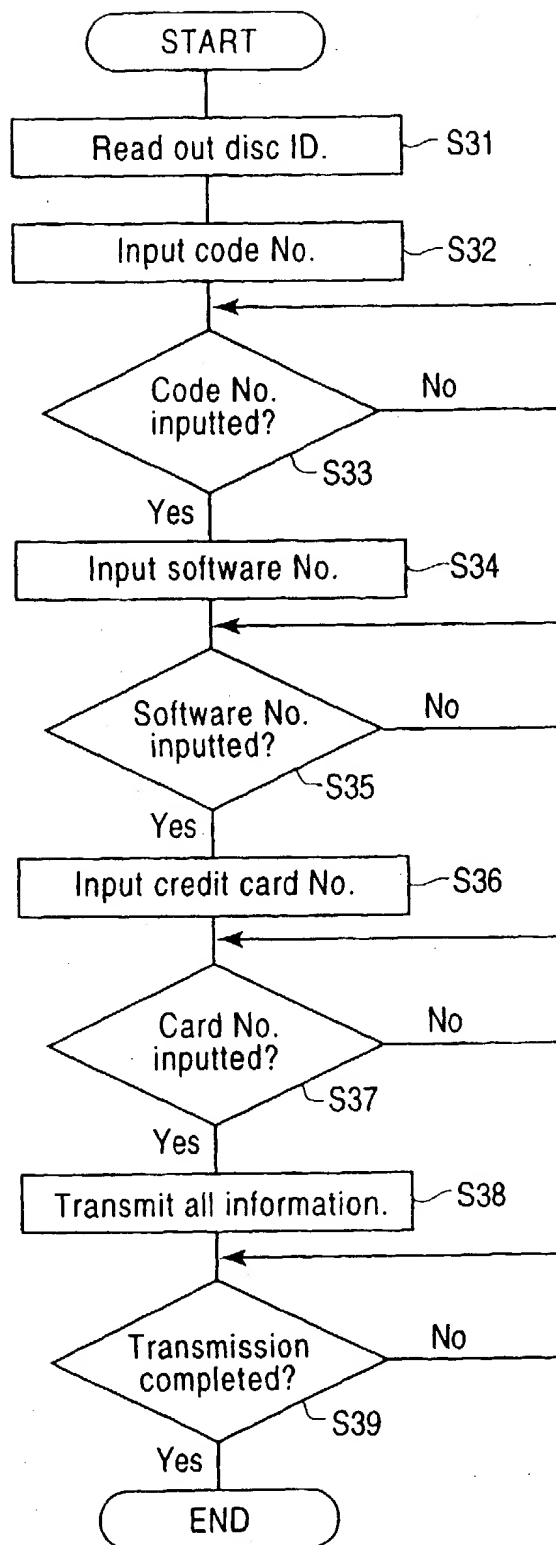 START
Read out disc ID.
S31
Input code No.
S32
Code No.
inputted?
No
S33
Yes
Input software No.
S34
Software No.
inputted?
No
S35
Yes
Input credit card No.
S36
Card No.
inputted?
No
S37
Yes
Transmit all information.
S38
Transmission
completed?
No
S39
Yes
END